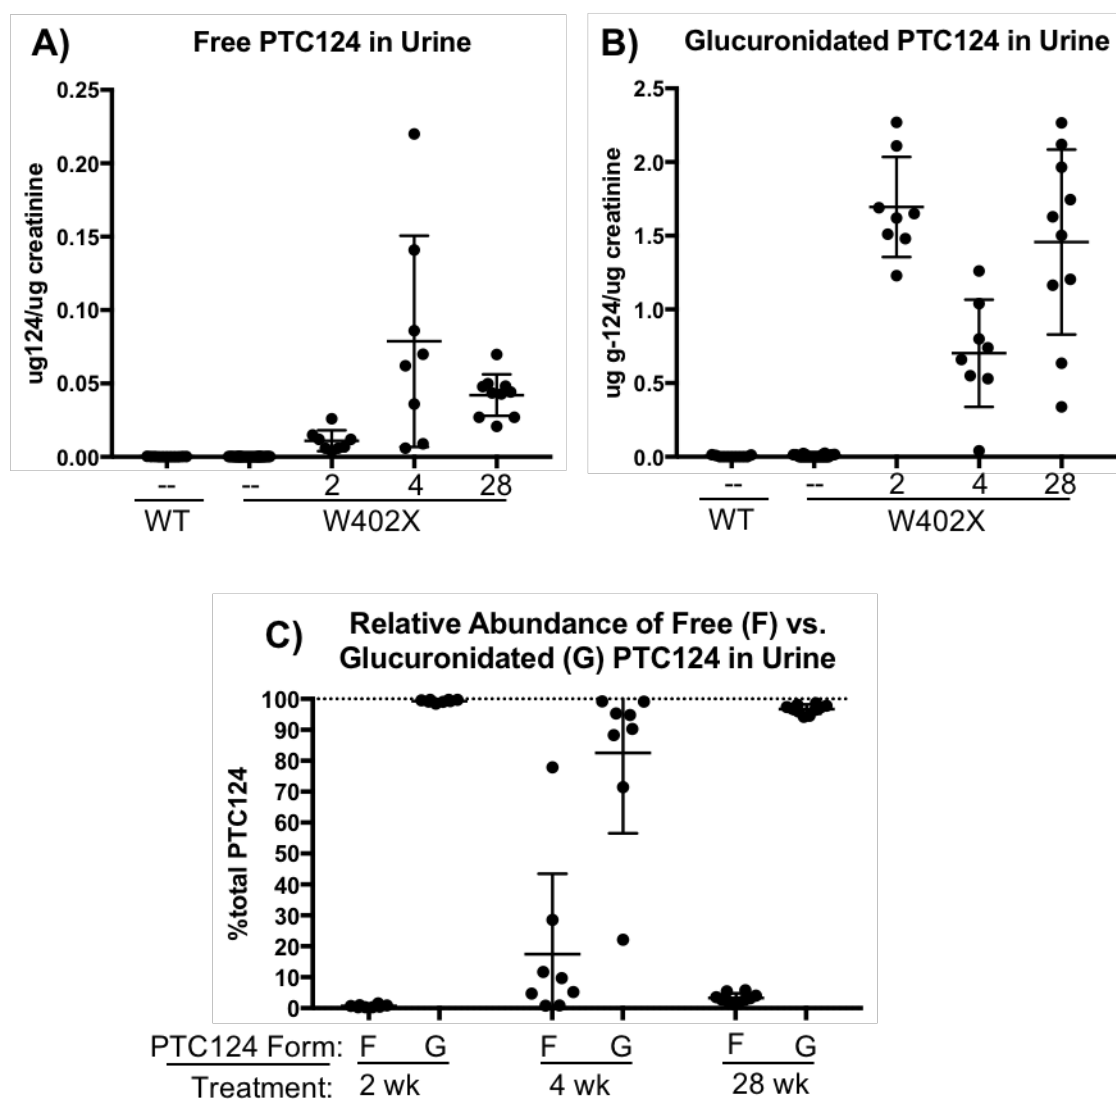 A) Free PTC124 in Urine
ug124/ug creatinine
0.25
0.20
0.15
0.10
0.05
0.00
-- -- 2 4 28
WT W402X
B) Glucuronidated PTC124 in Urine
ug g-124/ug creatinine
2.5
2.0
1.5
1.0
0.5
0.0
-- -- 2 4 28
WT W402X
C) Relative Abundance of Free (F) vs.
Glucuronidated (G) PTC124 in Urine
%total PTC124
100
90
80
70
60
50
40
30
20
10
0
PTC124 Form: F G F G F G
Treatment: 2 wk 4 wk 28 wk